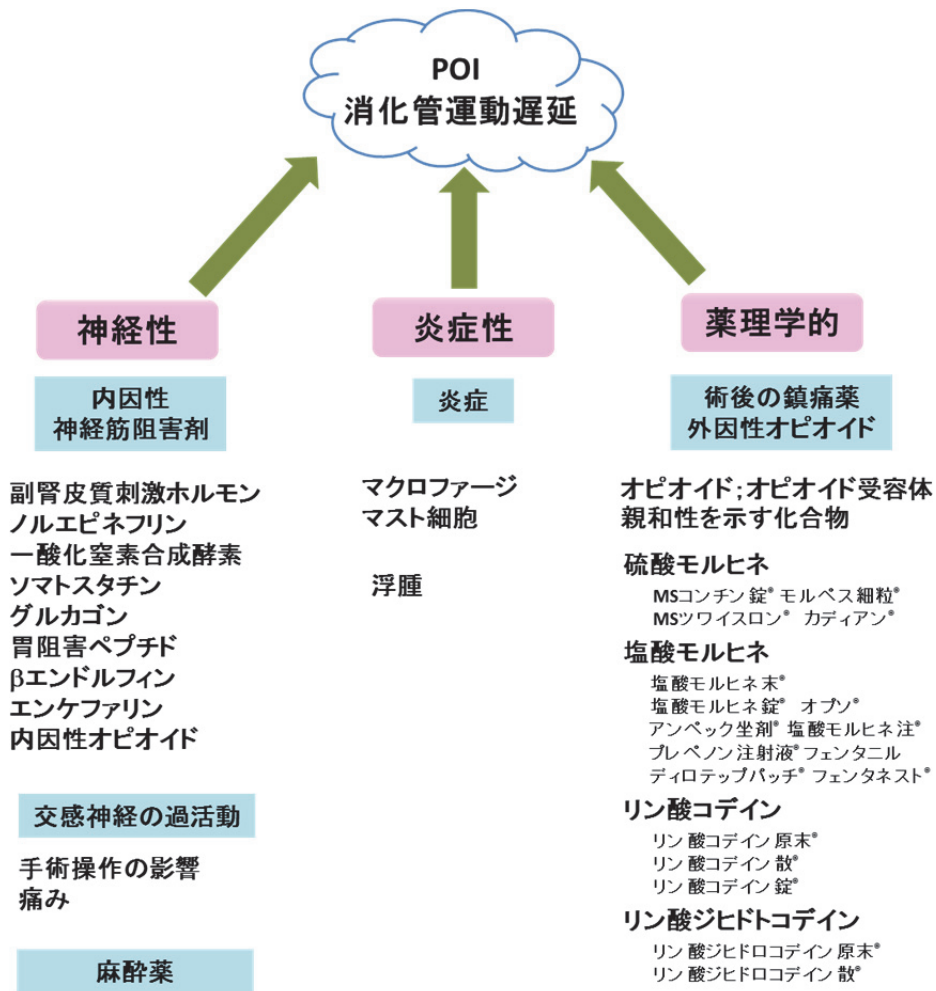 POI
消化管運動遅延
神経性
内因性
神経筋阻害剤
副腎皮質刺激ホルモン
ノルエピネフリン
一酸化窒素合成酵素
ソマトスタチン
グルカゴン
胃阻害ペプチド
βエンドルフィン
エンケファリン
内因性オピオイド
交感神経の過活動
手術操作の影響
痛み
麻酔薬
炎症性
炎症
マクロファージ
マスト細胞
浮腫
薬理学的
術後の鎮痛薬
外因性オピオイド
オピオイド;オピオイド受容体
親和性を示す化合物
硫酸モルヒネ
MSコンチン錠® モルペス細粒®
MSツワイスロン® カディアン®
塩酸モルヒネ
塩酸モルヒネ末®
塩酸モルヒネ錠® オプソ®
アンペック坐剤® 塩酸モルヒネ注®
プレペノン注射液® フェンタニル
ディロテップパッチ® フェンタネスト®
リン酸コデイン
リン酸コデイン原末®
リン酸コデイン散®
リン酸コデイン錠®
リン酸ジヒドトコデイン
リン酸ジヒドロコデイン原末®
リン酸ジヒドロコデイン散®